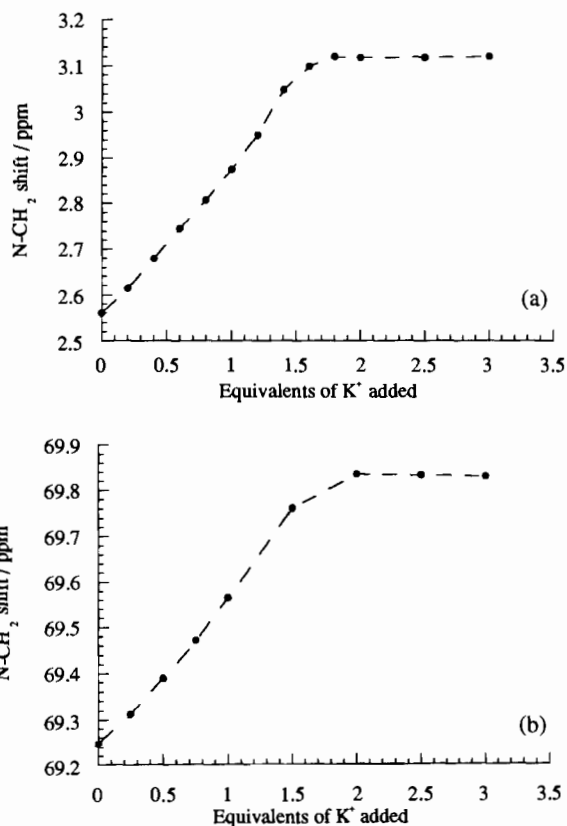 3.2
3.1
3
2.9
2.8
2.7
2.6
2.5
N-CH2 shift / ppm
(a)
0 0.5 1 1.5 2 2.5 3 3.5
Equivalents of K+ added
69.9
69.8
69.7
69.6
69.5
69.4
69.3
69.2
N-CH2 shift / ppm
(b)
0 0.5 1 1.5 2 2.5 3 3.5
Equivalents of K+ added